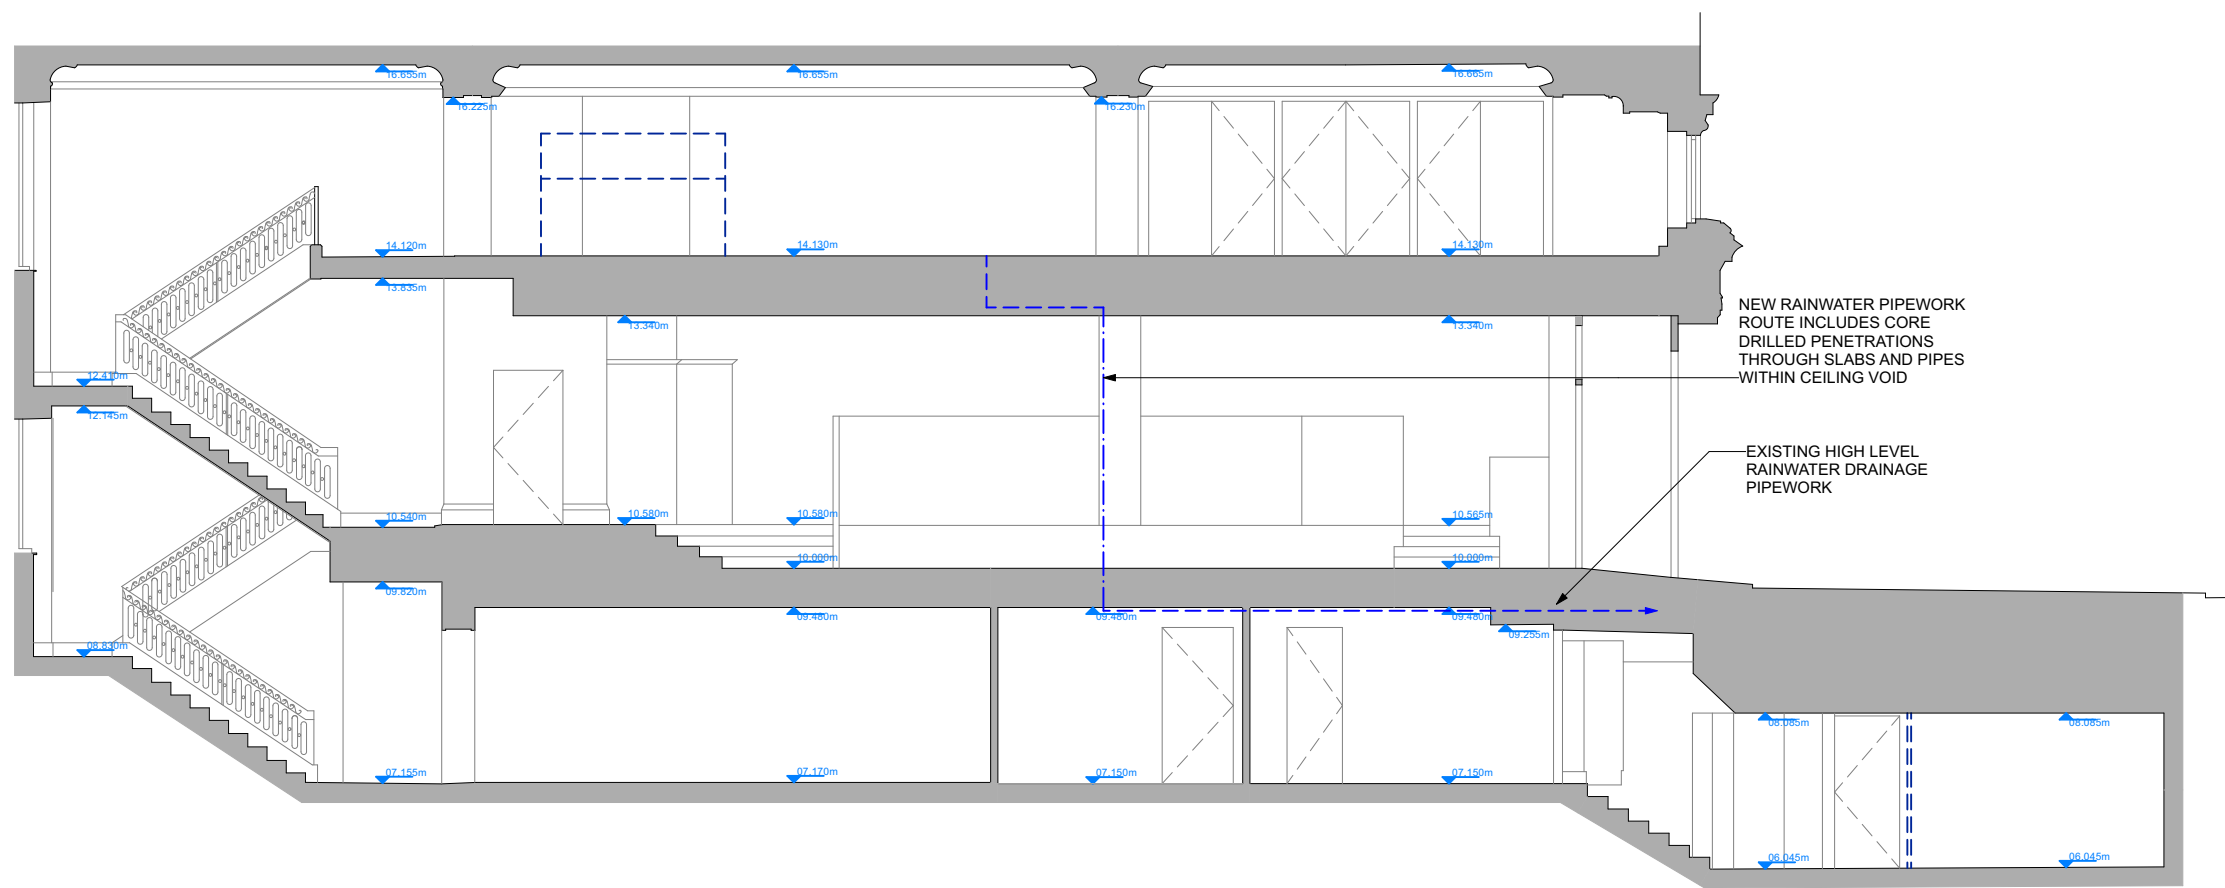 16.655m
16.655m
16.665m
16.225m
16.230m
14.120m
14.130m
14.130m
13.835m
NEW RAINWATER PIPEWORK
ROUTE INCLUDES CORE
DRILLED PENETRATIONS
THROUGH SLABS AND PIPES
WITHIN CEILING VOID
13.340m
13.340m
12.410m
12.145m
EXISTING HIGH LEVEL
RAINWATER DRAINAGE
PIPEWORK
10.540m
10.580m
10.580m
10.565m
10.000m
10.000m
09.820m
09.480m
09.480m
09.480m
09.255m
08.830m
08.085m
08.085m
07.155m
07.170m
07.150m
07.150m
06.045m
06.045m